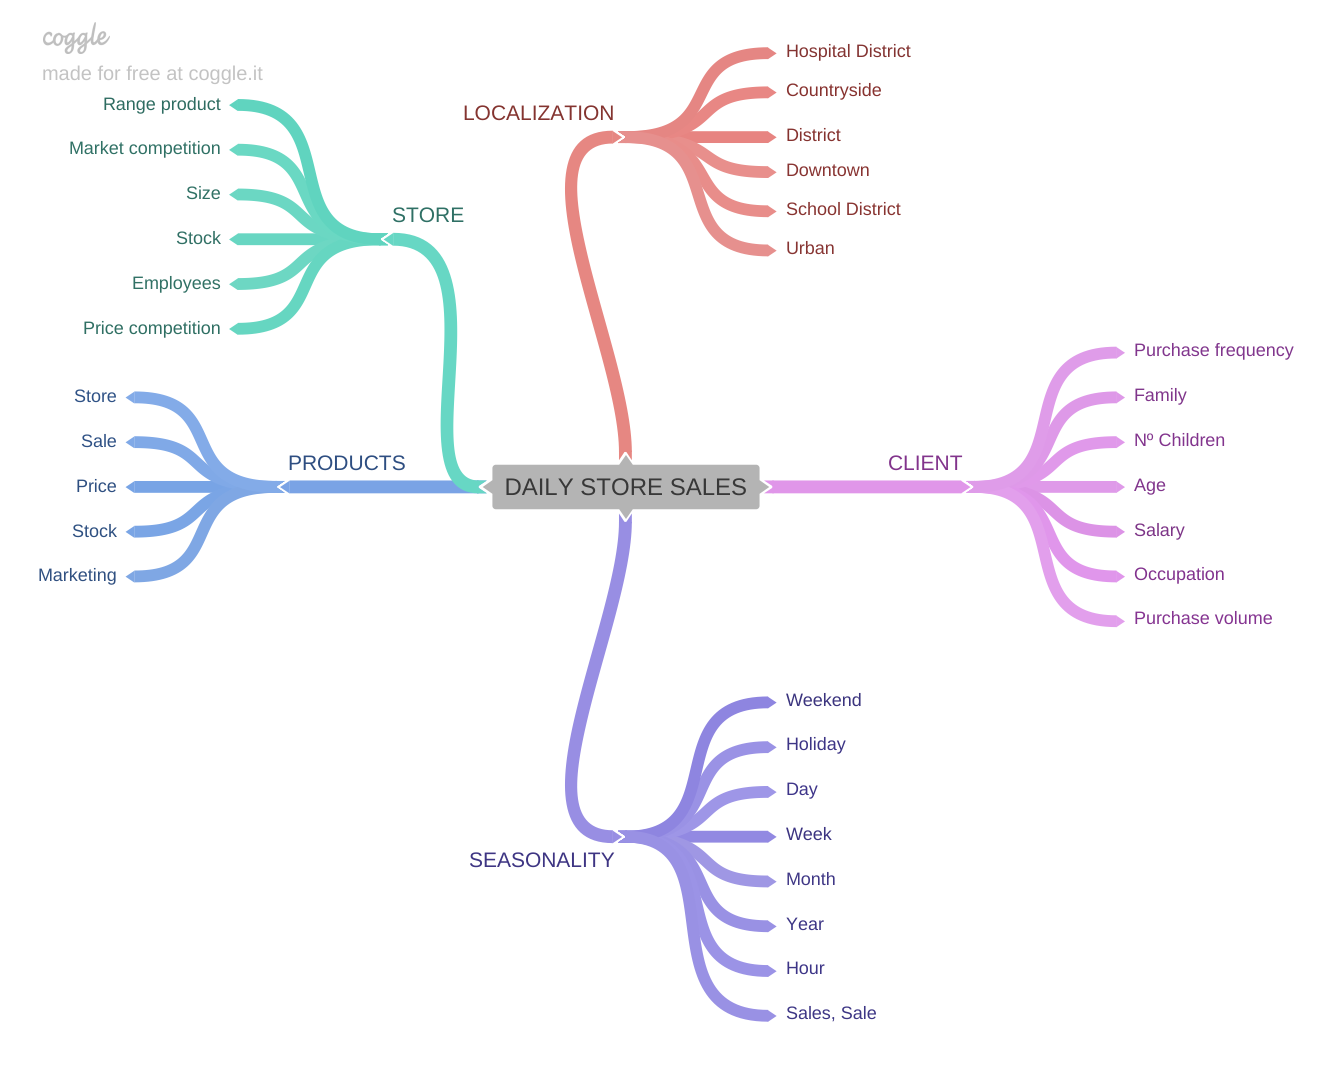 coggle
made for free at coggle.it
LOCALIZATION
Hospital District
Countryside
District
Downtown
School District
Urban
STORE
Range product
Market competition
Size
Stock
Employees
Price competition
PRODUCTS
Store
Sale
Price
Stock
Marketing
DAILY STORE SALES
CLIENT
Purchase frequency
Family
Nº Children
Age
Salary
Occupation
Purchase volume
SEASONALITY
Weekend
Holiday
Day
Week
Month
Year
Hour
Sales, Sale